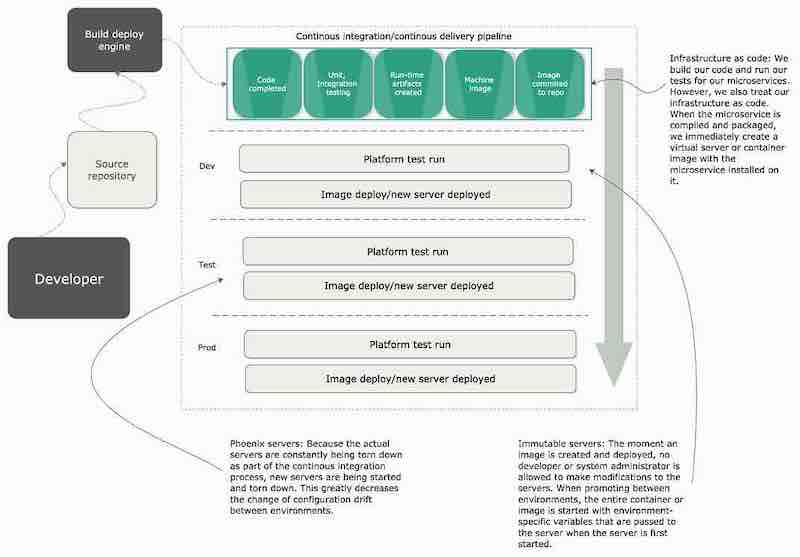 Build deploy
engine
Continous integration/continous delivery pipeline
Code
completed
Unit,
Integration
testing
Run-time
artifacts
created
Machine
image
Image
commited
to repo
Infrastructure as code: We
build our code and run our
tests for our microservices.
However, we also treat our
infrastructure as code.
When the microservice is
compiled and packaged,
we immediately create a
virtual server or container
image with the
microservice installed on
it.
Source
repository
Developer
Dev
Platform test run
Image deploy/new server deployed
Test
Platform test run
Image deploy/new server deployed
Prod
Platform test run
Image deploy/new server deployed
Phoenix servers: Because the actual
servers are constantly being torn down
as part of the continous integration
process, new servers are being started
and torn down. This greatly decreases
the change of configuration drift
between environments.
Immutable servers: The moment an
image is created and deployed, no
developer or system administrator is
allowed to make modifications to the
servers. When promoting between
environments, the entire container or
image is started with environment-
specific variables that are passed to
the server when the server is first
started.